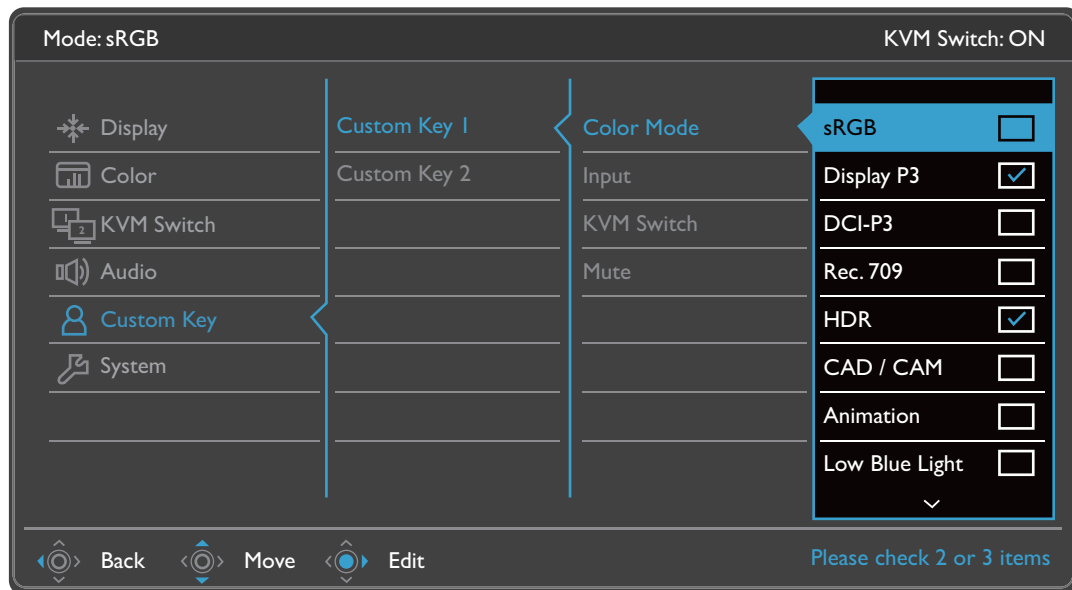 Mode: sRGB
KVM Switch: ON
Display
Color
1
2
KVM Switch
Audio
Custom Key
System
Custom Key 1
Custom Key 2
Color Mode
Input
KVM Switch
Mute
sRGB
Display P3
DCI-P3
Rec. 709
HDR
CAD / CAM
Animation
Low Blue Light
Back
Move
Edit
Please check 2 or 3 items